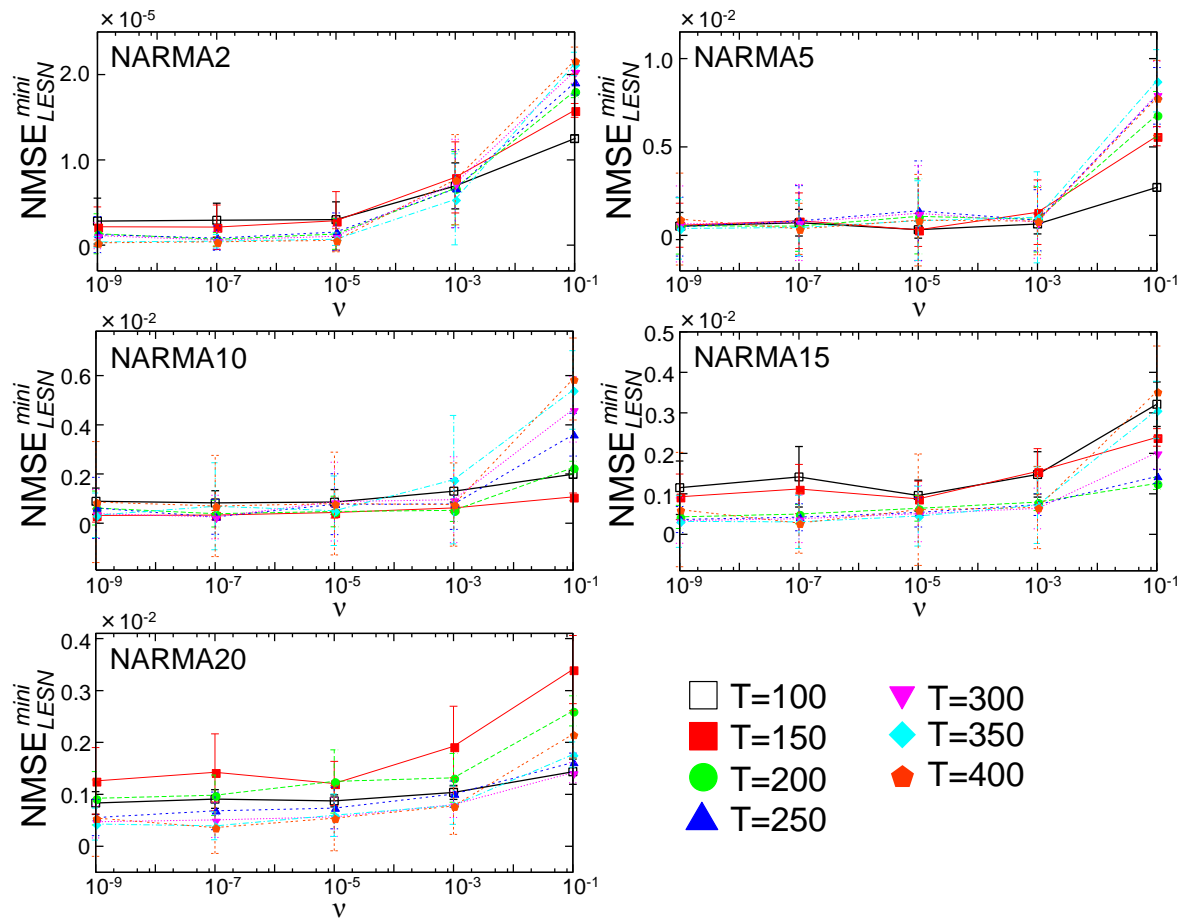 × 10^-5
NARMA2
NMSE^mini_LESN
2.0
1.0
0
10^-9 10^-7 10^-5 10^-3 10^-1
ν
× 10^-2
NARMA5
NMSE^mini_LESN
1.0
0.5
0
10^-9 10^-7 10^-5 10^-3 10^-1
ν
× 10^-2
NARMA10
NMSE^mini_LESN
0.6
0.4
0.2
0
10^-9 10^-7 10^-5 10^-3 10^-1
ν
× 10^-2
NARMA15
NMSE^mini_LESN
0.5
0.4
0.3
0.2
0.1
0
10^-9 10^-7 10^-5 10^-3 10^-1
ν
× 10^-2
NARMA20
NMSE^mini_LESN
0.4
0.3
0.2
0.1
0
10^-9 10^-7 10^-5 10^-3 10^-1
ν
T=100
T=150
T=200
T=250
T=300
T=350
T=400